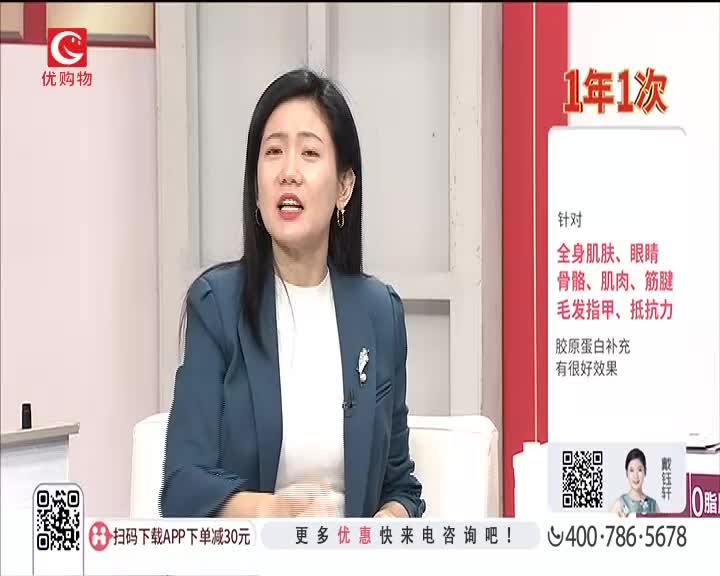 优购物
1年1次
针对
全身肌肤、眼睛
骨骼、肌肉、筋腱
毛发指甲、抵抗力
胶原蛋白补充
有很好效果
戴钰轩
0脂
扫码下载APP下单减30元
更多优惠快来电咨询吧!
400-786-5678